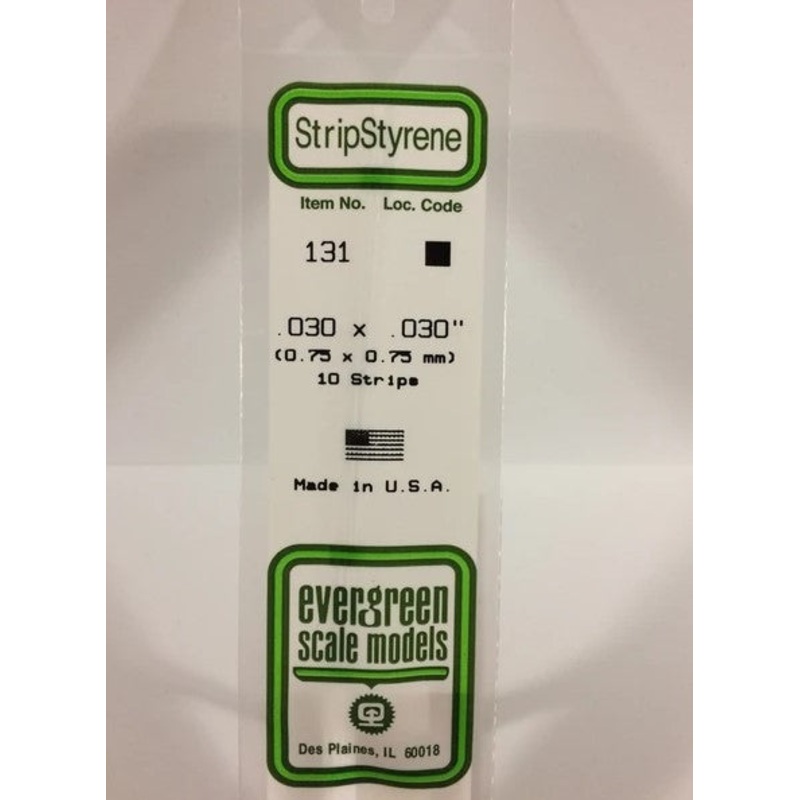 StripStyrene
Item No. Loc. Code
131
.030 x .030"
(0.75 x 0.75 mm)
10 Strips
Made in U.S.A.
evergreen
scale models
Des Plaines, IL 60018